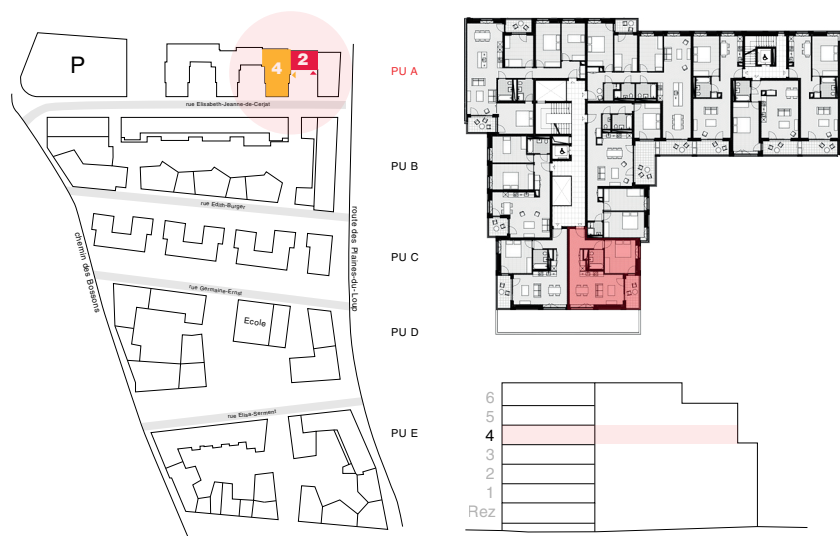 P
4
2
PU A
rue Elisabeth-Jeanne-de-Cerjat
PU B
rue Edith-Burger
chemin des Bossons
route des Plaines-du-Loup
PU C
rue Germaine-Ernst
Ecole
PU D
rue Elisa-Serment
PU E
6
5
4
3
2
1
Rez